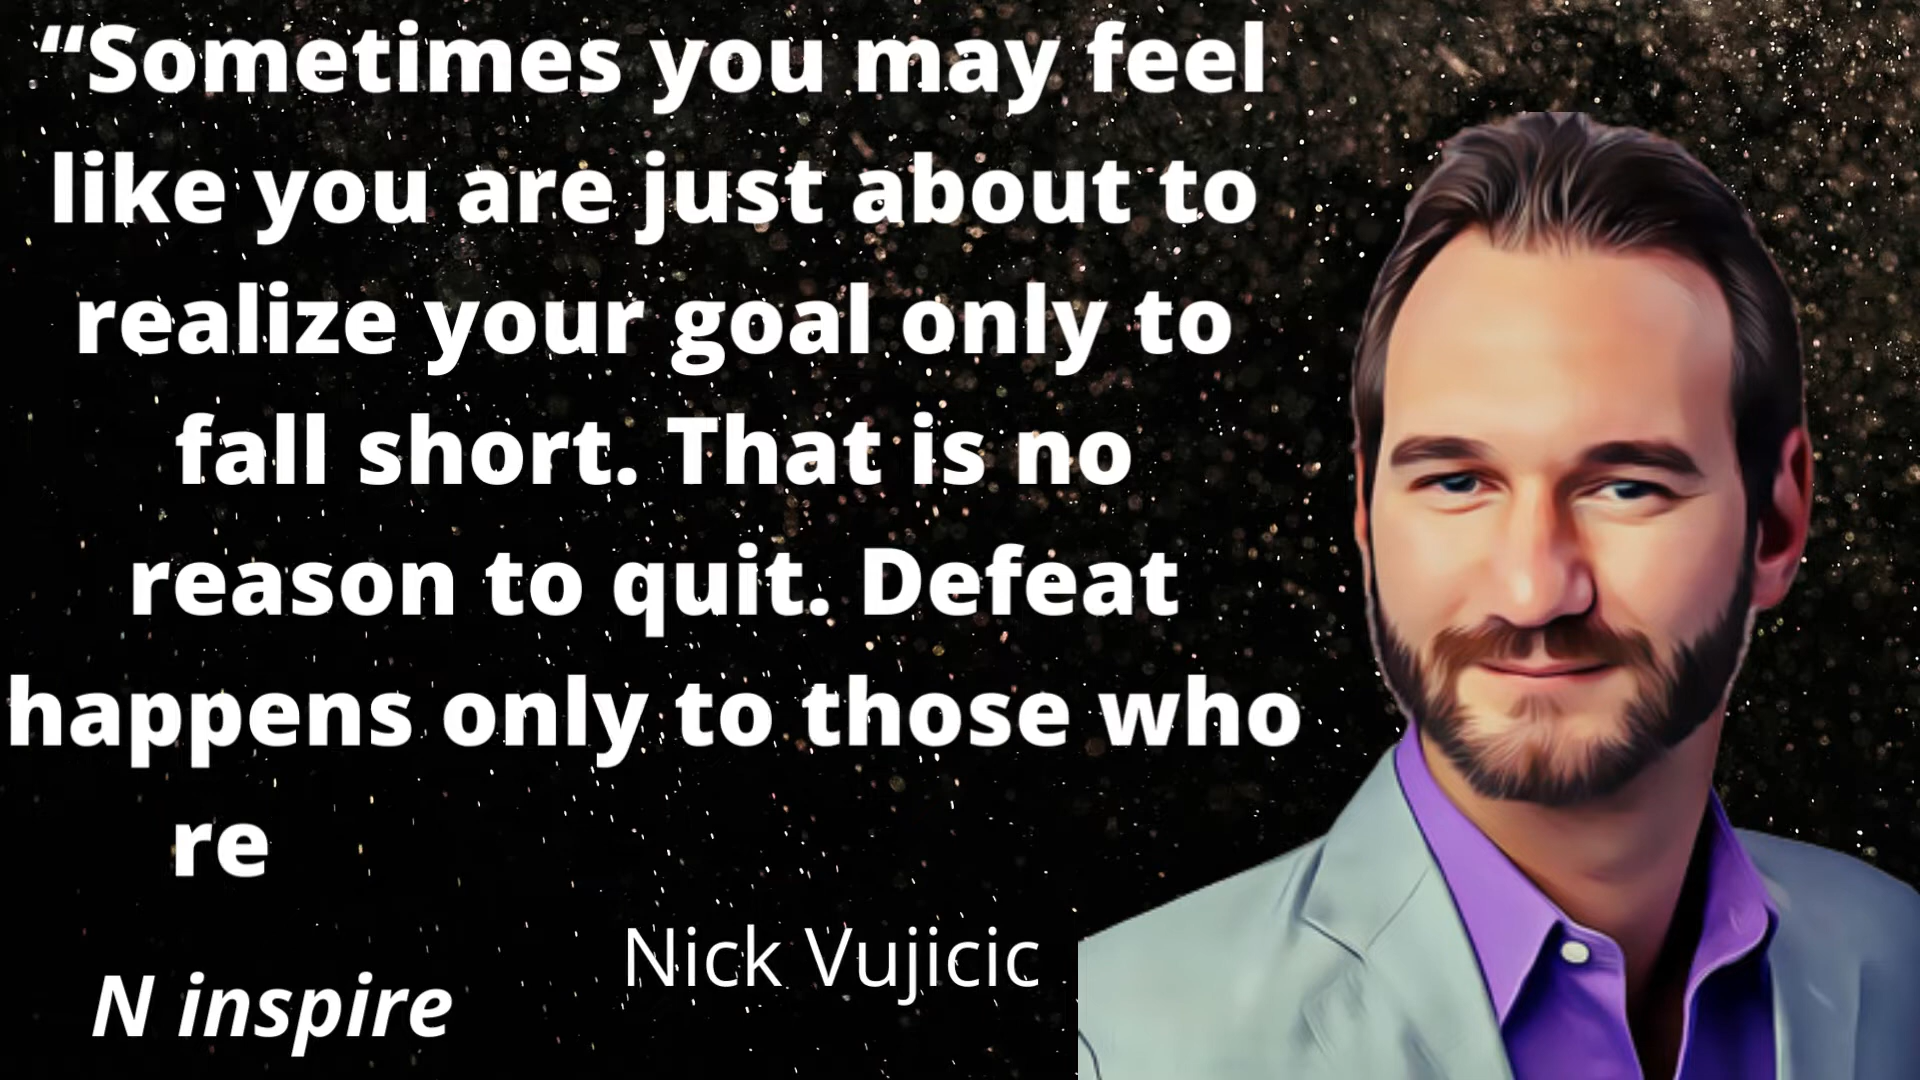 “Sometimes you may feel
like you are just about to
realize your goal only to
fall short. That is no
reason to quit. Defeat
happens only to those who
re
Nick Vujicic
N inspire